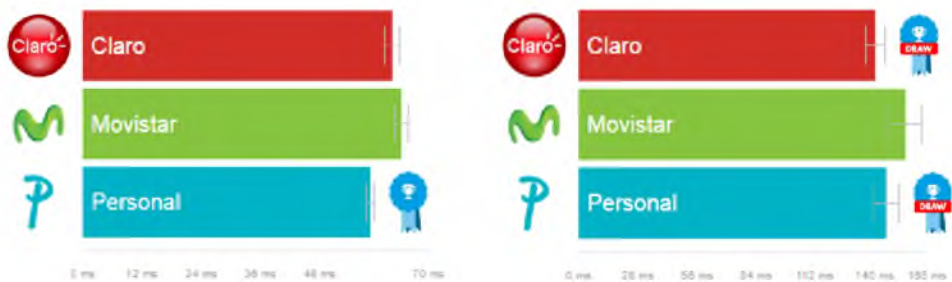 Claro Claro
Movistar
Personal
0 ms 12 ms 24 ms 36 ms 48 ms 70 ms
Claro Claro DRAW
Movistar
Personal DRAW
0 ms 28 ms 56 ms 84 ms 112 ms 140 ms 165 ms